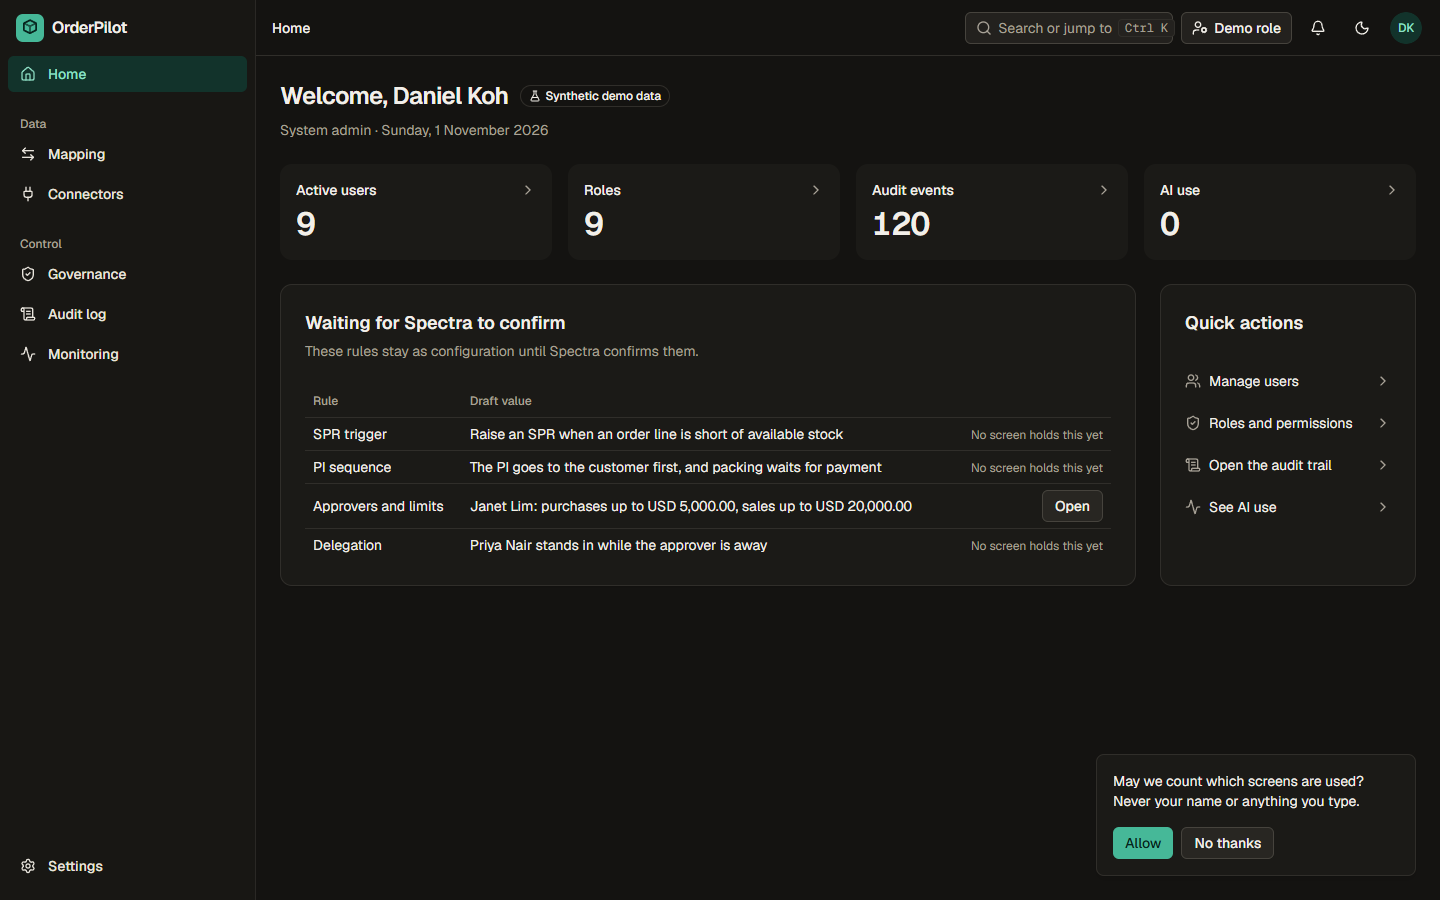 OrderPilot
Home
Search or jump to
Ctrl K
Demo role
DK
Home
Data
Mapping
Connectors
Control
Governance
Audit log
Monitoring
Settings
Welcome, Daniel Koh
Synthetic demo data
System admin · Sunday, 1 November 2026
Active users
9
Roles
9
Audit events
120
AI use
0
Waiting for Spectra to confirm
These rules stay as configuration until Spectra confirms them.
Rule Draft value
SPR trigger Raise an SPR when an order line is short of available stock No screen holds this yet
PI sequence The PI goes to the customer first, and packing waits for payment No screen holds this yet
Approvers and limits Janet Lim: purchases up to USD 5,000.00, sales up to USD 20,000.00 Open
Delegation Priya Nair stands in while the approver is away No screen holds this yet
Quick actions
Manage users
Roles and permissions
Open the audit trail
See AI use
May we count which screens are used?
Never your name or anything you type.
Allow No thanks